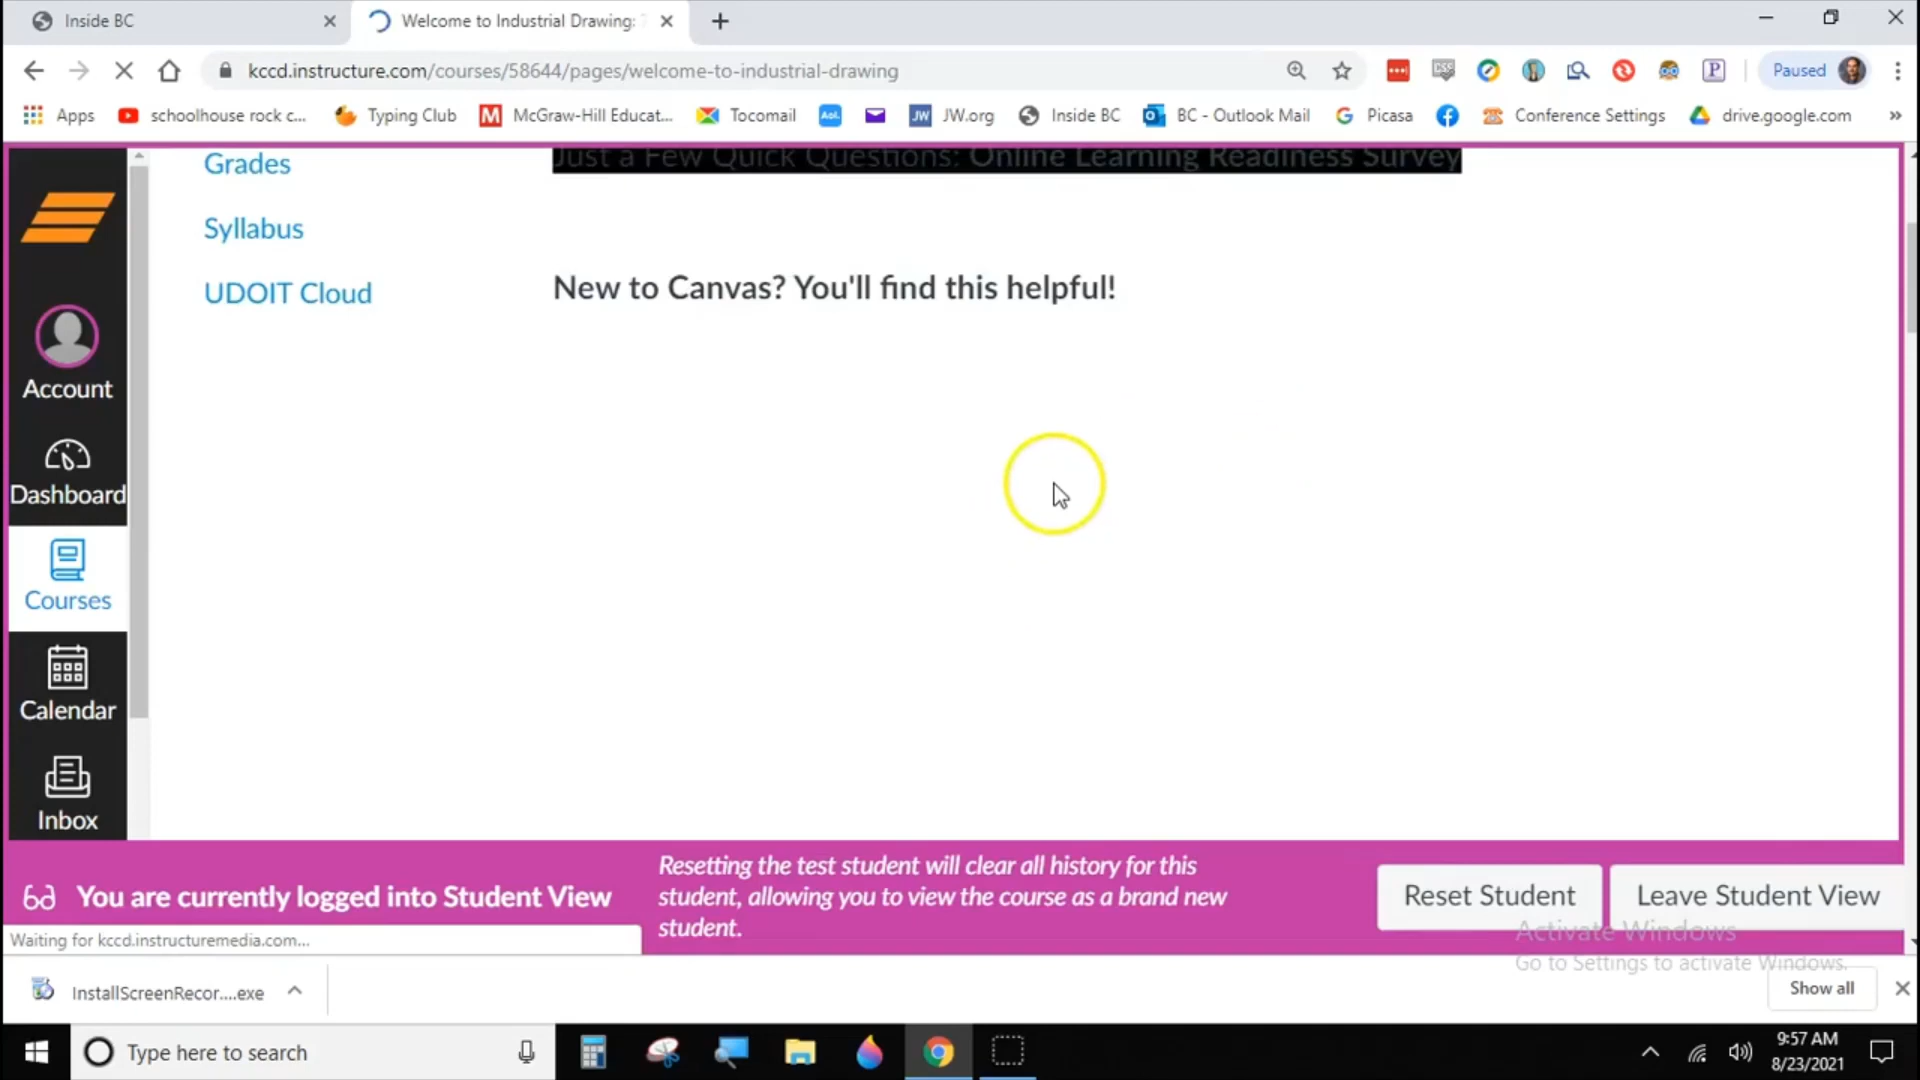 Inside BC
Welcome to Industrial Drawing:
kccd.instructure.com/courses/58644/pages/welcome-to-industrial-drawing
Paused
Apps
schoolhouse rock c...
Typing Club
McGraw-Hill Educat...
Tocomail
Aol.
JW
JW.org
Inside BC
BC - Outlook Mail
Picasa
Conference Settings
drive.google.com
»
Just a Few Quick Questions: Online Learning Readiness Survey
Grades
Syllabus
UDOIT Cloud
New to Canvas? You'll find this helpful!
Account
Dashboard
Courses
Calendar
Inbox
You are currently logged into Student View
Resetting the test student will clear all history for this
student, allowing you to view the course as a brand new
student.
Reset Student
Leave Student View
Activate Windows
Go to Settings to activate Windows.
Waiting for kccd.instructuremedia.com...
InstallScreenRecor....exe
Show all
Type here to search
9:57 AM
8/23/2021